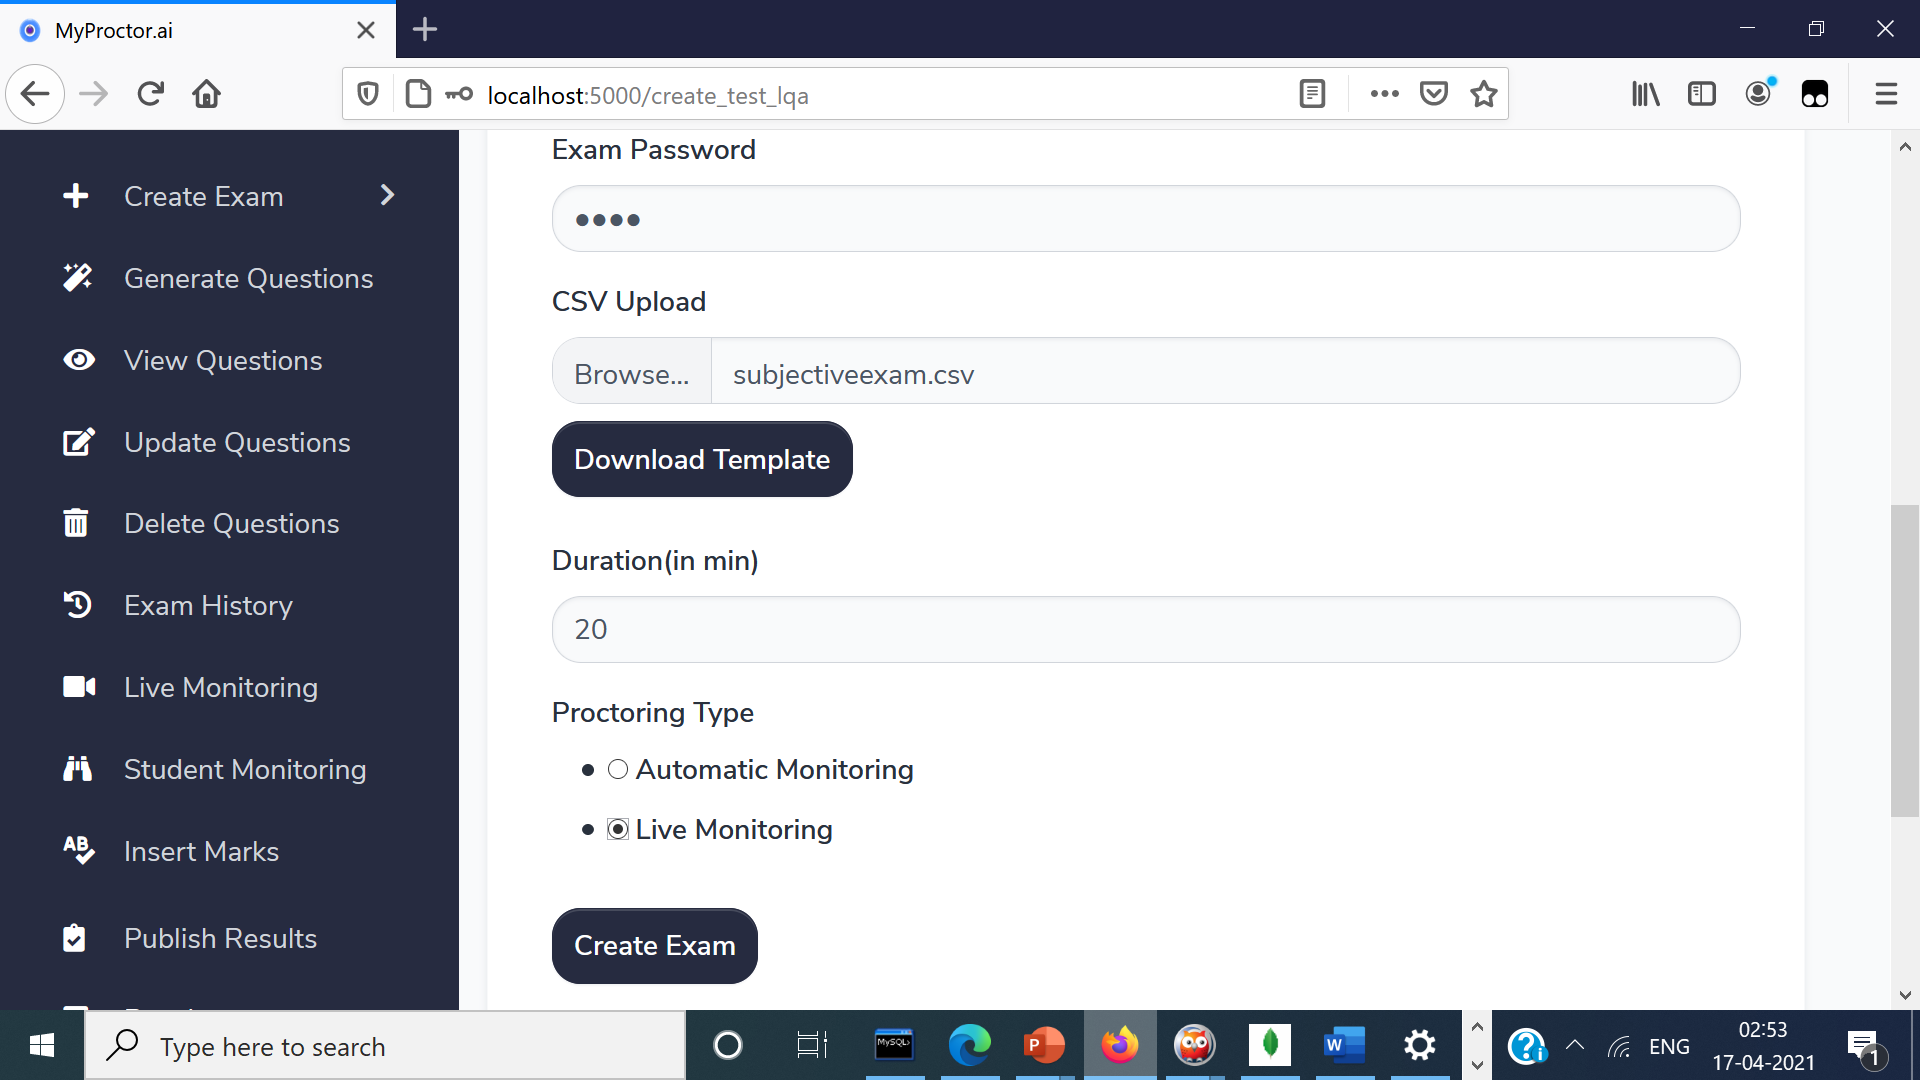 MyProctor.ai
localhost:5000/create_test_lqa
Create Exam
Generate Questions
View Questions
Update Questions
Delete Questions
Exam History
Live Monitoring
Student Monitoring
Insert Marks
Publish Results
Exam Password
••••
CSV Upload
Browse... subjectiveexam.csv
Download Template
Duration(in min)
20
Proctoring Type
Automatic Monitoring
Live Monitoring
Create Exam
Type here to search
MySQL
P
W
ENG
02:53
17-04-2021
1